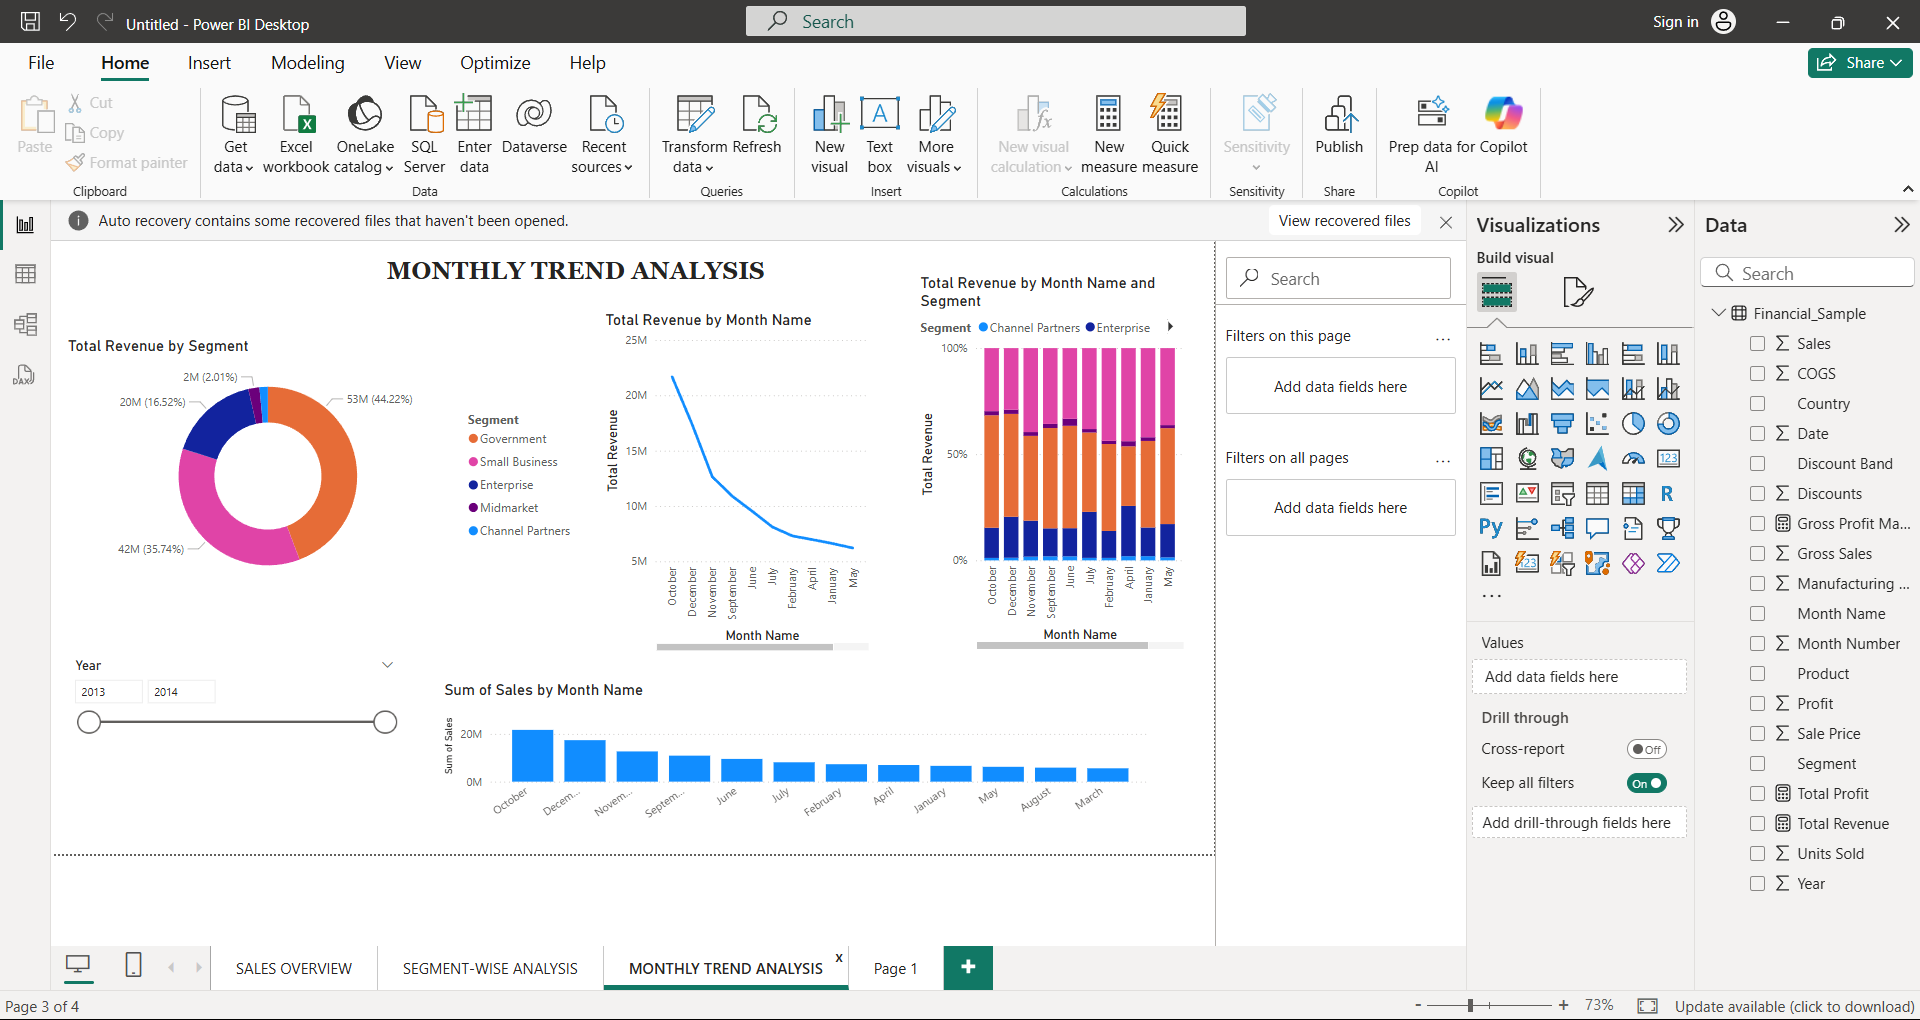 Untitled - Power BI Desktop
Search
Sign in
File
Home
Insert
Modeling
View
Optimize
Help
Share
Paste
Cut
Copy
Format painter
Clipboard
Get data
Excel workbook
OneLake catalog
SQL Server
Enter data
Dataverse
Recent sources
Data
Transform data
Refresh
Queries
New visual
Text box
More visuals
Insert
New visual calculation
New measure
Quick measure
Calculations
Sensitivity
Sensitivity
Publish
Share
Prep data for AI
Copilot
Copilot
Auto recovery contains some recovered files that haven't been opened.
View recovered files
MONTHLY TREND ANALYSIS
Total Revenue by Segment
2M (2.01%)
20M (16.52%)
53M (44.22%)
42M (35.74%)
Segment
Government
Small Business
Enterprise
Midmarket
Channel Partners
Total Revenue by Month Name
25M
20M
15M
10M
5M
Total Revenue
October
December
November
September
June
July
February
April
January
May
Month Name
Total Revenue by Month Name and
Segment
Segment Channel Partners Enterprise
100%
50%
0%
Total Revenue
October
December
November
September
June
July
February
April
January
May
Month Name
Year
2013
2014
Sum of Sales by Month Name
Sum of Sales
20M
0M
October
Decem...
Novem...
Septem...
June
July
February
April
January
May
August
March
Search
Filters on this page
...
Add data fields here
Filters on all pages
...
Add data fields here
Visualizations
Build visual
123
R
Py
123
...
Values
Add data fields here
Drill through
Cross-report
Off
Keep all filters
On
Add drill-through fields here
Data
Search
Financial_Sample
Sales
COGS
Country
Date
Discount Band
Discounts
Gross Profit Ma...
Gross Sales
Manufacturing ...
Month Name
Month Number
Product
Profit
Sale Price
Segment
Total Profit
Total Revenue
Units Sold
Year
DAX
SALES OVERVIEW
SEGMENT-WISE ANALYSIS
MONTHLY TREND ANALYSIS
x
Page 1
+
Page 3 of 4
- + 73%
Update available (click to download)